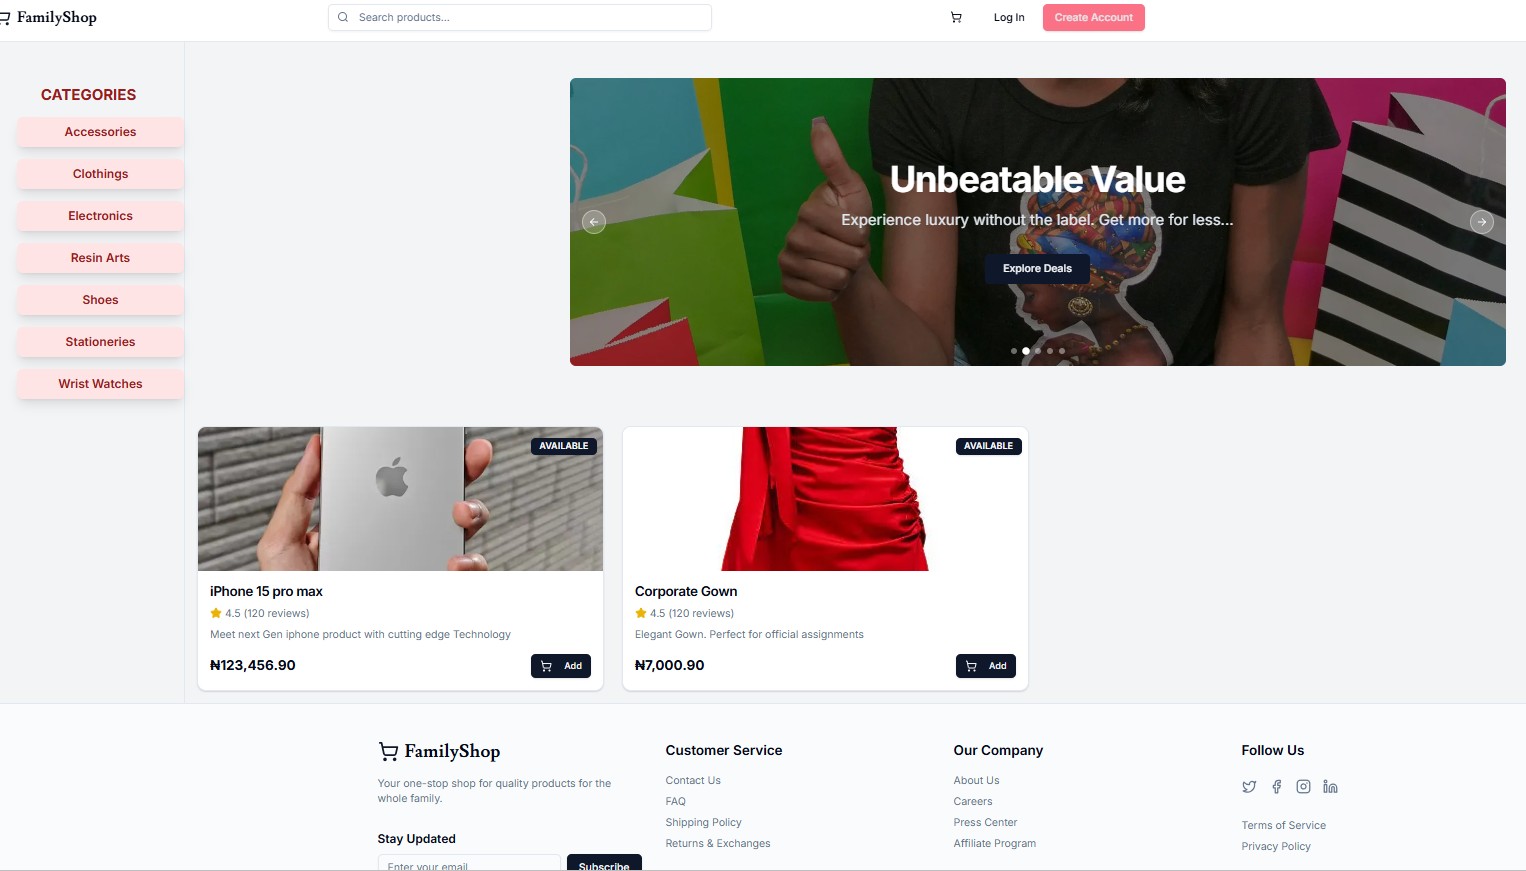 FamilyShop
Search products...
Log In
Create Account
CATEGORIES
Accessories
Clothings
Electronics
Resin Arts
Shoes
Stationeries
Wrist Watches
Unbeatable Value
Experience luxury without the label. Get more for less...
Explore Deals
AVAILABLE
iPhone 15 pro max
4.5 (120 reviews)
Meet next Gen iphone product with cutting edge Technology
₦123,456.90
Add
AVAILABLE
Corporate Gown
4.5 (120 reviews)
Elegant Gown. Perfect for official assignments
₦7,000.90
Add
FamilyShop
Your one-stop shop for quality products for the
whole family.
Stay Updated
Enter your email
Subscribe
Customer Service
Contact Us
FAQ
Shipping Policy
Returns & Exchanges
Our Company
About Us
Careers
Press Center
Affiliate Program
Follow Us
Terms of Service
Privacy Policy